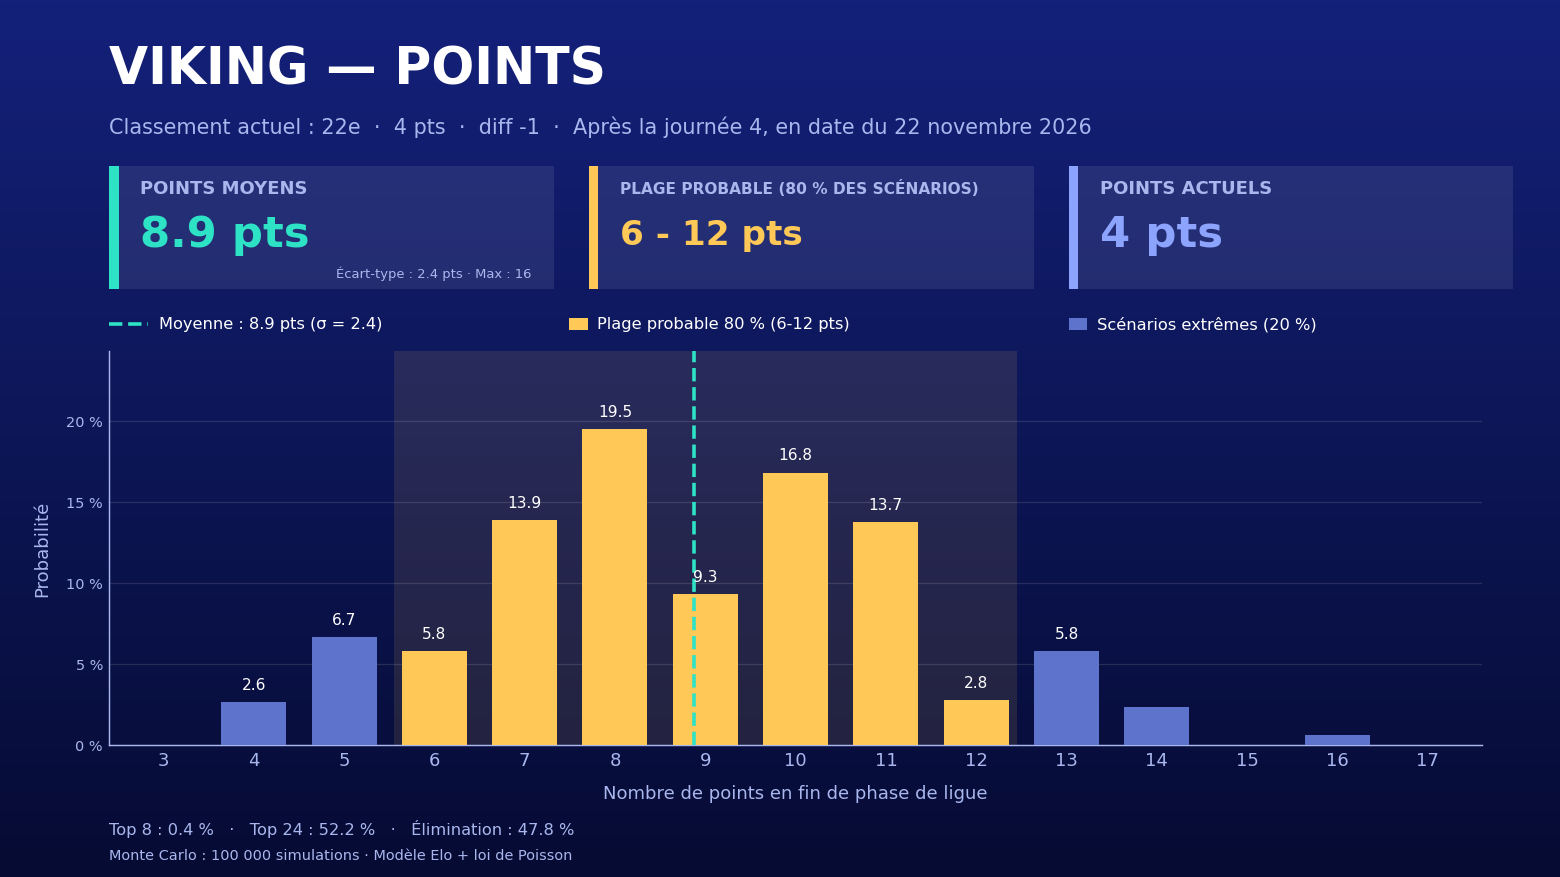 VIKING — POINTS
Classement actuel : 22e · 4 pts · diff -1 · Après la journée 4, en date du 22 novembre 2026
POINTS MOYENS
8.9 pts
Écart-type : 2.4 pts · Max : 16
PLAGE PROBABLE (80 % DES SCÉNARIOS)
6 - 12 pts
POINTS ACTUELS
4 pts
Moyenne : 8.9 pts (σ = 2.4)
Plage probable 80 % (6-12 pts)
Scénarios extrêmes (20 %)
Probabilité
20 %
15 %
10 %
5 %
0 %
2.6
6.7
5.8
13.9
19.5
9.3
16.8
13.7
2.8
5.8
3 4 5 6 7 8 9 10 11 12 13 14 15 16 17
Nombre de points en fin de phase de ligue
Top 8 : 0.4 % · Top 24 : 52.2 % · Élimination : 47.8 %
Monte Carlo : 100 000 simulations · Modèle Elo + loi de Poisson